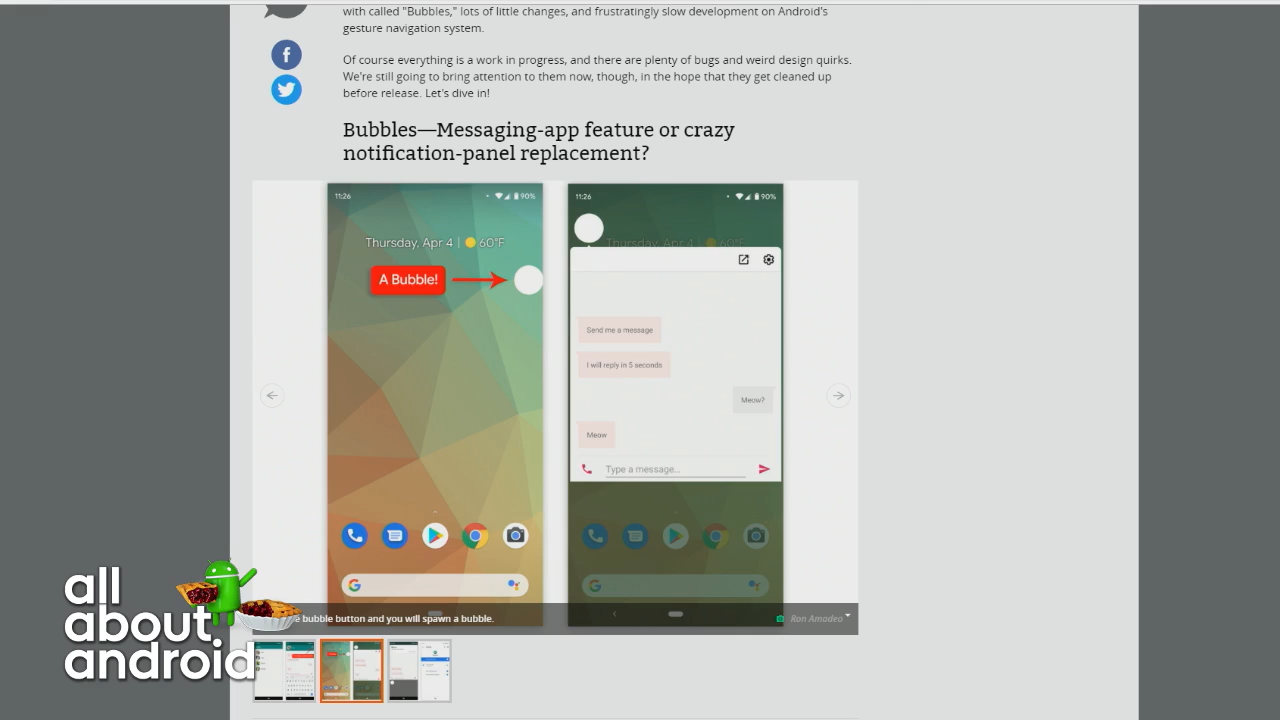 with called "Bubbles," lots of little changes, and frustratingly slow development on Android's
gesture navigation system.
Of course everything is a work in progress, and there are plenty of bugs and weird design quirks.
We're still going to bring attention to them now, though, in the hope that they get cleaned up
before release. Let's dive in!
Bubbles—Messaging-app feature or crazy
notification-panel replacement?
11:26
90%
Thursday, Apr 4 | 60°F
A Bubble!
11:26
90%
Thursday, Apr 4 | 60°F
Send me a message
I will reply in 5 seconds
Meow?
Meow
Type a message...
e bubble button and you will spawn a bubble.
Ron Amadeo
all
about
android